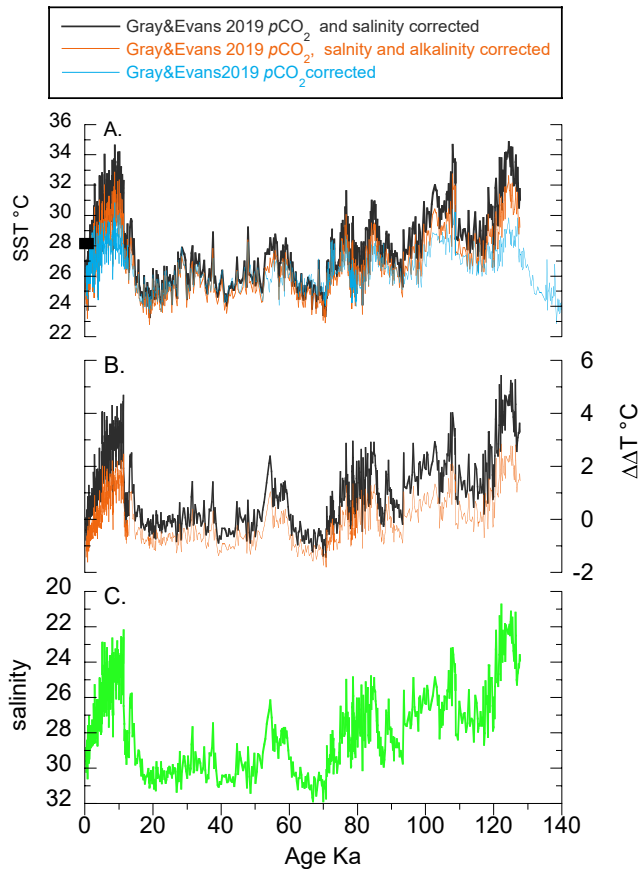 Gray&Evans 2019 pCO2 and salinity corrected
Gray&Evans 2019 pCO2, salnity and alkalinity corrected
Gray&Evans2019 pCO2corrected
A.
36
34
32
30
28
26
24
22
SST °C
B.
6
4
2
0
-2
ΔΔT °C
C.
20
22
24
26
28
30
32
salinity
0 20 40 60 80 100 120 140
Age Ka